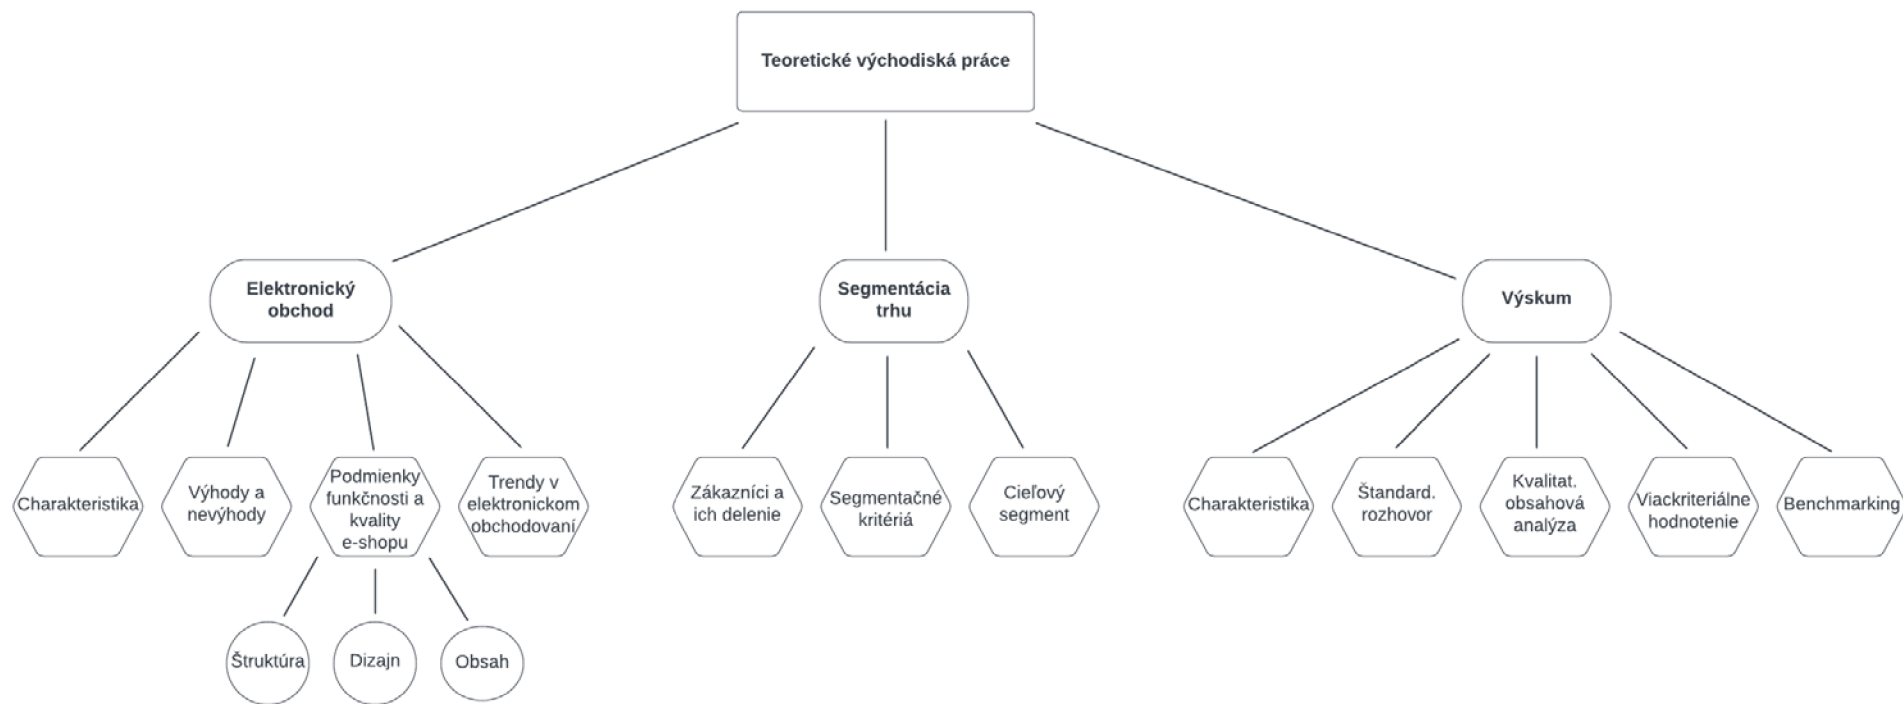 Teoretické východiská práce
Elektronický
obchod
Segmentácia
trhu
Výskum
Charakteristika
Výhody a
nevýhody
Podmienky
funkčnosti a
kvality
e-shopu
Trendy v
elektronickom
obchodovaní
Zákazníci a
ich delenie
Segmentačné
kritériá
Cieľový
segment
Charakteristika
Štandard.
rozhovor
Kvalitat.
obsahová
analýza
Viackriteriálne
hodnotenie
Benchmarking
Štruktúra
Dizajn
Obsah